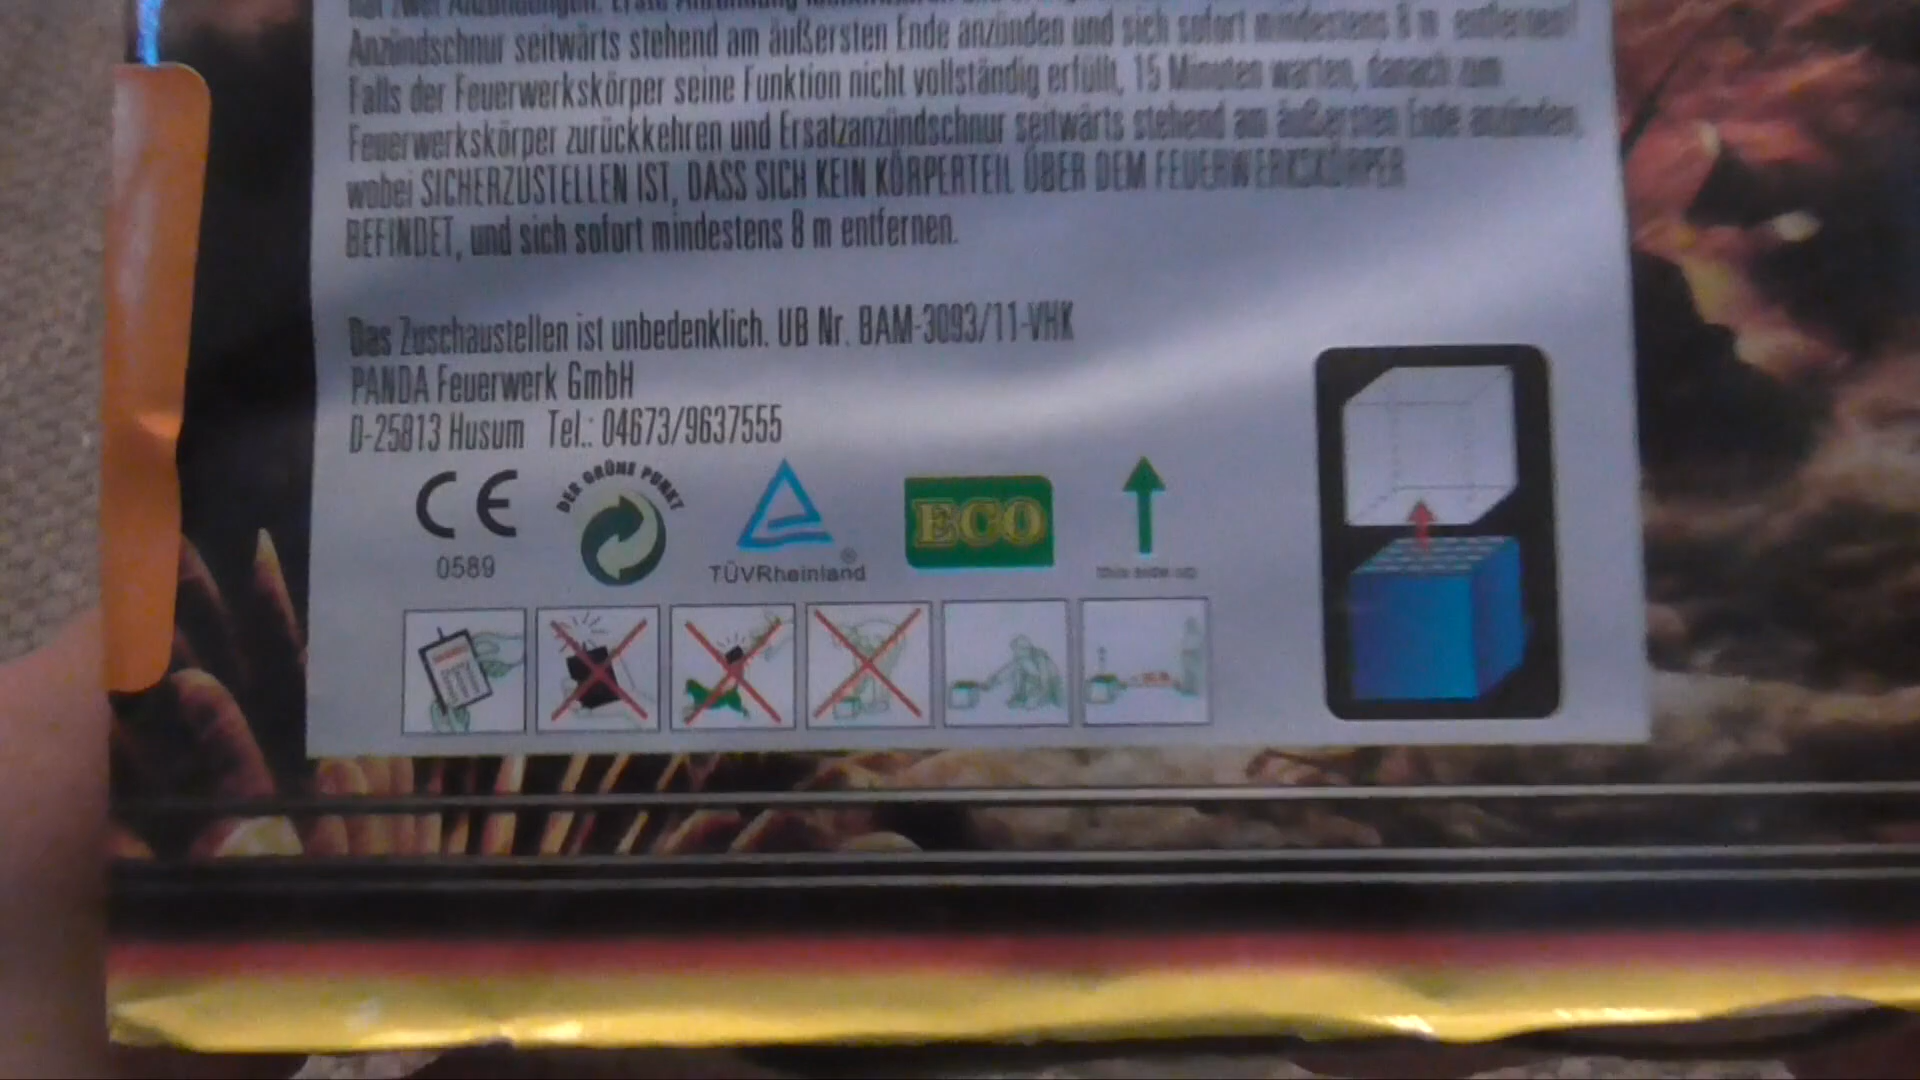 Anzündschnur seitwärts stehend am äußersten Ende anzünden und sich sofort mindestens 8 m entfernen!
Falls der Feuerwerkskörper seine Funktion nicht vollständig erfüllt, 15 Minuten warten, danach zum
Feuerwerkskörper zurückkehren und Ersatzanzündschnur seitwärts stehend am äußersten Ende anzünden,
wobei SICHERZUSTELLEN IST, DASS SICH KEIN KÖRPERTEIL ÜBER DEM FEUERWERKSKÖRPER
BEFINDET, und sich sofort mindestens 8 m entfernen.
Das Zuschaustellen ist unbedenklich. UB Nr. BAM-3093/11-VHK
PANDA Feuerwerk GmbH
D-25813 Husum Tel.: 04673/9637555
CE
0589
DER GRÜNE PUNKT
TÜVRheinland®
ECO
This side up